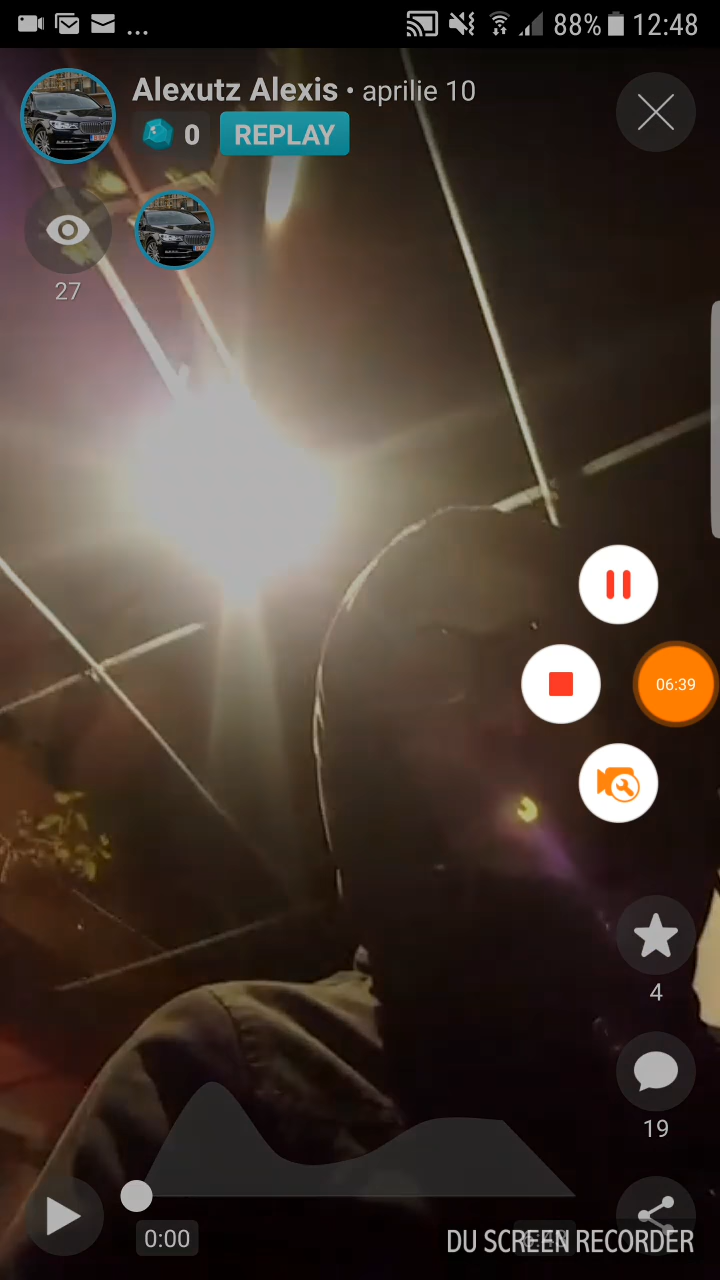 ... 88% 12:48
Alexutz Alexis • aprilie 10
0 REPLAY
27
06:39
4
19
0:00
DU SCREEN RECORDER